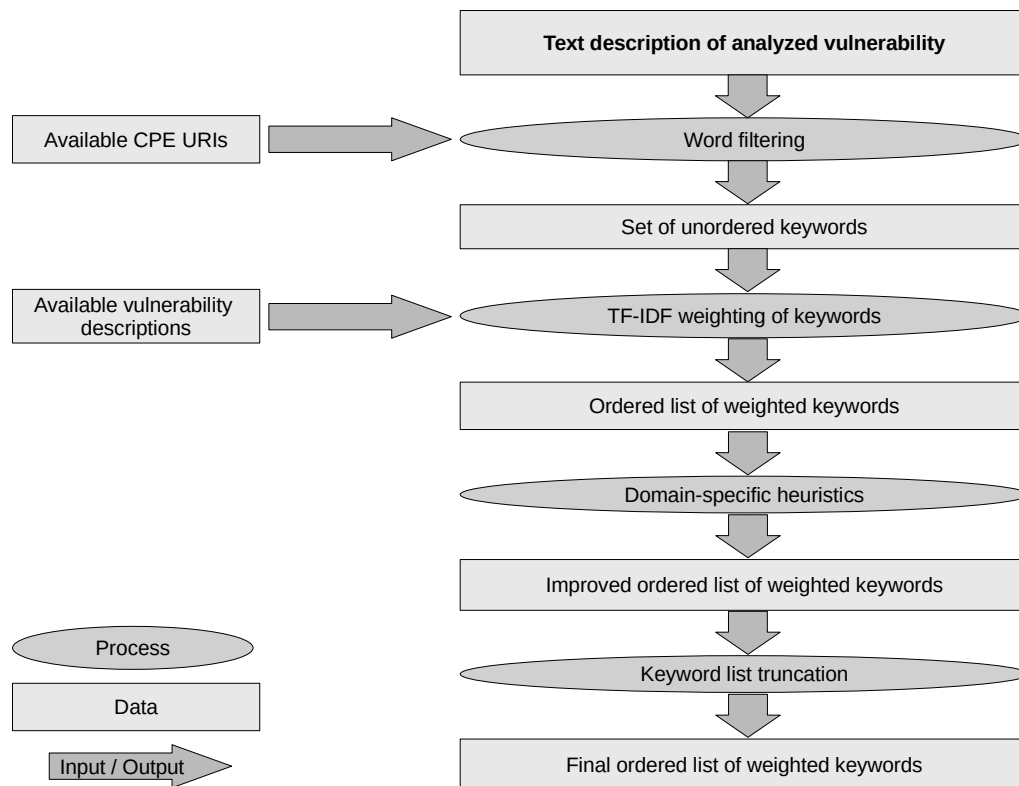 Text description of analyzed vulnerability
Available CPE URIs
Word filtering
Set of unordered keywords
Available vulnerability
descriptions
TF-IDF weighting of keywords
Ordered list of weighted keywords
Domain-specific heuristics
Improved ordered list of weighted keywords
Process
Keyword list truncation
Data
Input / Output
Final ordered list of weighted keywords